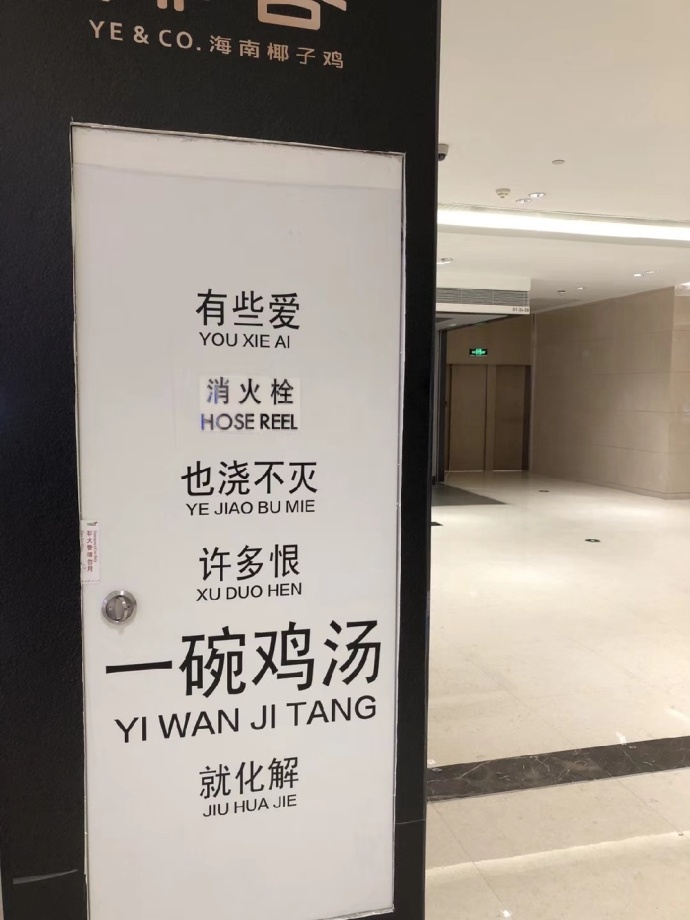 YE & CO. 海南椰子鸡
有些爱
YOU XIE AI
消火栓
HOSE REEL
也浇不灭
YE JIAO BU MIE
许多恨
XU DUO HEN
一碗鸡汤
YI WAN JI TANG
就化解
JIU HUA JIE